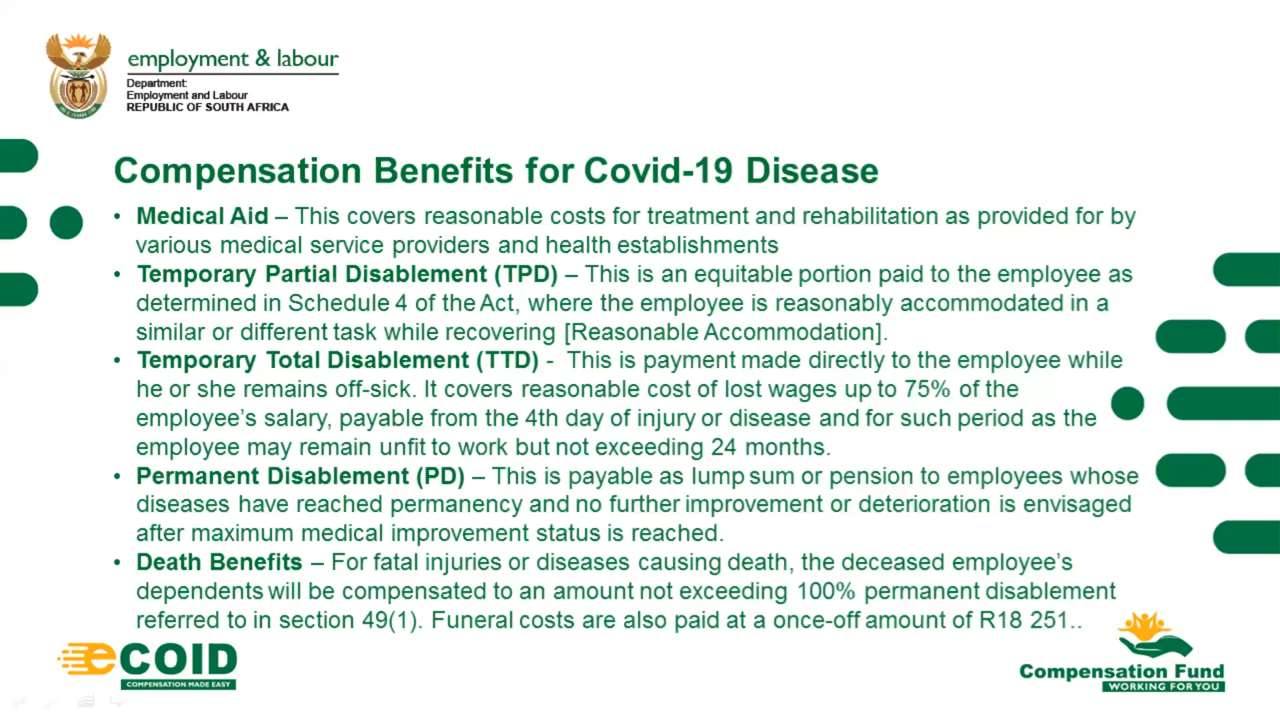 employment & labour
Department:
Employment and Labour
REPUBLIC OF SOUTH AFRICA
Compensation Benefits for Covid-19 Disease
• Medical Aid – This covers reasonable costs for treatment and rehabilitation as provided for by
various medical service providers and health establishments
• Temporary Partial Disablement (TPD) – This is an equitable portion paid to the employee as
determined in Schedule 4 of the Act, where the employee is reasonably accommodated in a
similar or different task while recovering [Reasonable Accommodation].
• Temporary Total Disablement (TTD) - This is payment made directly to the employee while
he or she remains off-sick. It covers reasonable cost of lost wages up to 75% of the
employee's salary, payable from the 4th day of injury or disease and for such period as the
employee may remain unfit to work but not exceeding 24 months.
• Permanent Disablement (PD) – This is payable as lump sum or pension to employees whose
diseases have reached permanency and no further improvement or deterioration is envisaged
after maximum medical improvement status is reached.
• Death Benefits – For fatal injuries or diseases causing death, the deceased employee's
dependents will be compensated to an amount not exceeding 100% permanent disablement
referred to in section 49(1). Funeral costs are also paid at a once-off amount of R18 251..
eCOID
COMPENSATION MADE EASY
Compensation Fund
WORKING FOR YOU